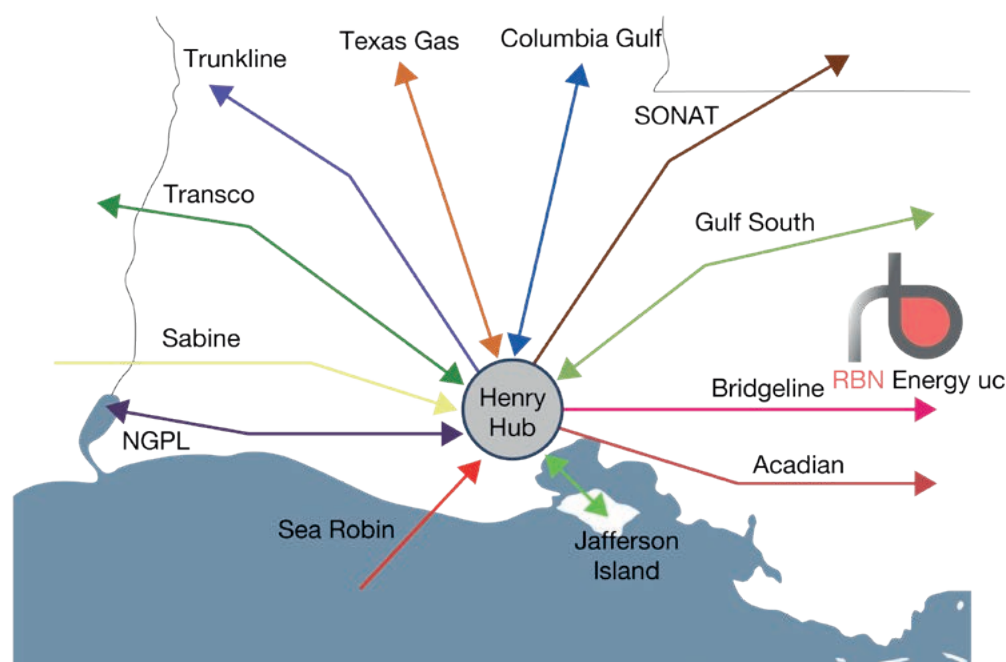 Texas Gas
Columbia Gulf
Trunkline
SONAT
Transco
Gulf South
Sabine
RBN Energy uc
Bridgeline
Henry
Hub
NGPL
Acadian
Sea Robin
Jafferson
Island